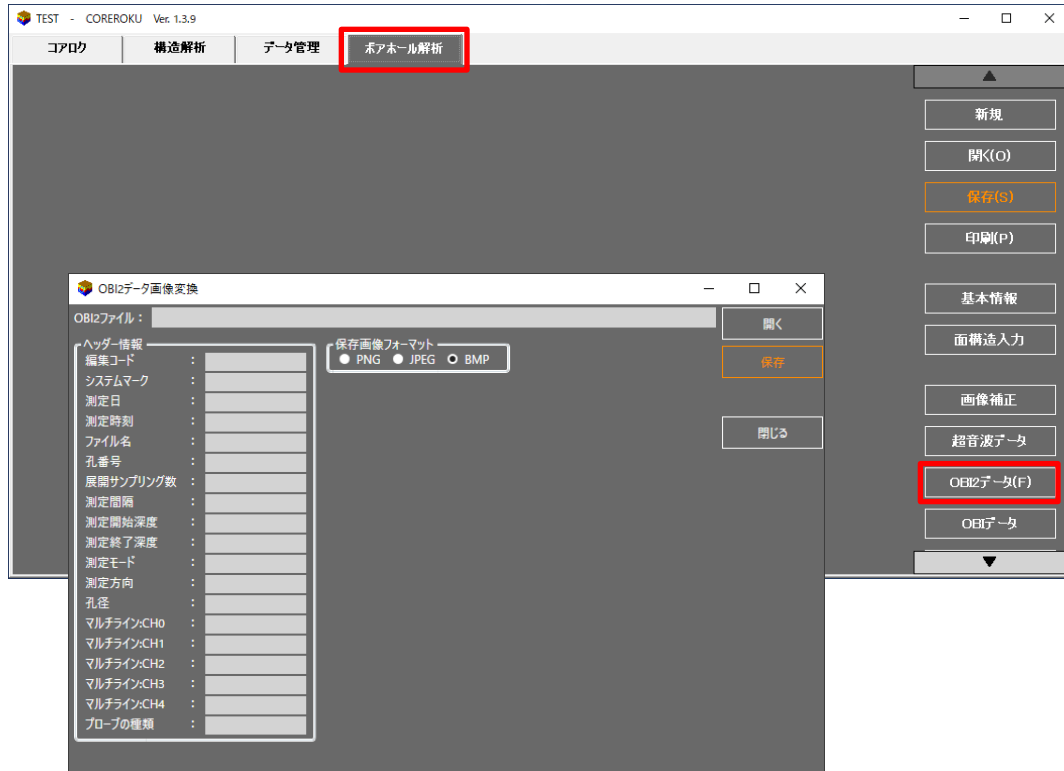 TEST - COREROKU Ver. 1.3.9
コアロク 構造解析 データ管理 ボアホール解析
新規
開く(O)
保存(S)
印刷(P)
基本情報
面構造入力
画像補正
超音波データ
OBI2データ(F)
OBIデータ
OBI2データ画像変換
OBI2ファイル：
開く
保存
閉じる
ヘッダー情報
編集コード ：
システムマーク ：
測定日 ：
測定時刻 ：
ファイル名 ：
孔番号 ：
展開サンプリング数 ：
測定間隔 ：
測定開始深度 ：
測定終了深度 ：
測定モード ：
測定方向 ：
孔径 ：
マルチライン:CH0 ：
マルチライン:CH1 ：
マルチライン:CH2 ：
マルチライン:CH3 ：
マルチライン:CH4 ：
プローブの種類 ：
保存画像フォーマット
PNG JPEG BMP